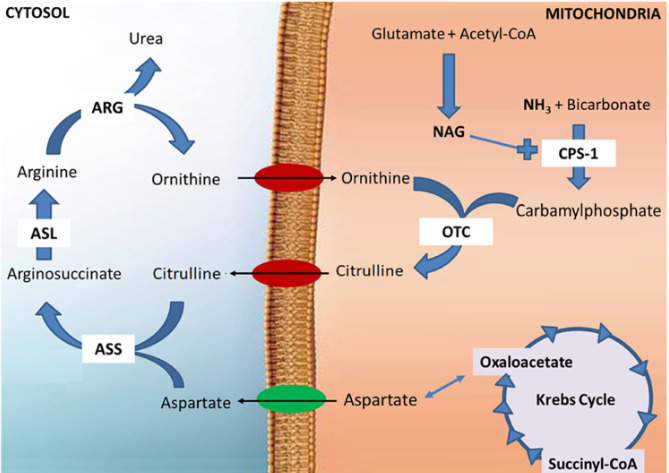 CYTOSOL
MITOCHONDRIA
Urea
Glutamate + Acetyl-CoA
ARG
NH3 + Bicarbonate
NAG
CPS-1
Arginine
Ornithine
Ornithine
Carbamylphosphate
ASL
OTC
Arginosuccinate
Citrulline
Citrulline
ASS
Oxaloacetate
Aspartate
Aspartate
Krebs Cycle
Succinyl-CoA